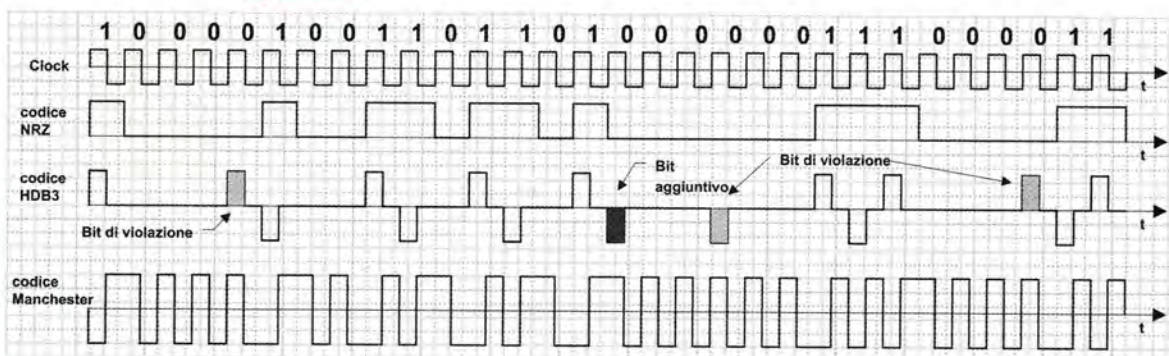 1 0 0 0 0 1 0 0 1 1 0 1 1 0 1 0 0 0 0 0 0 1 1 1 0 0 0 0 1 1
Clock
t
codice
NRZ
t
codice
HDB3
Bit di violazione
Bit
aggiuntivo
Bit di violazione
t
codice
Manchester
t